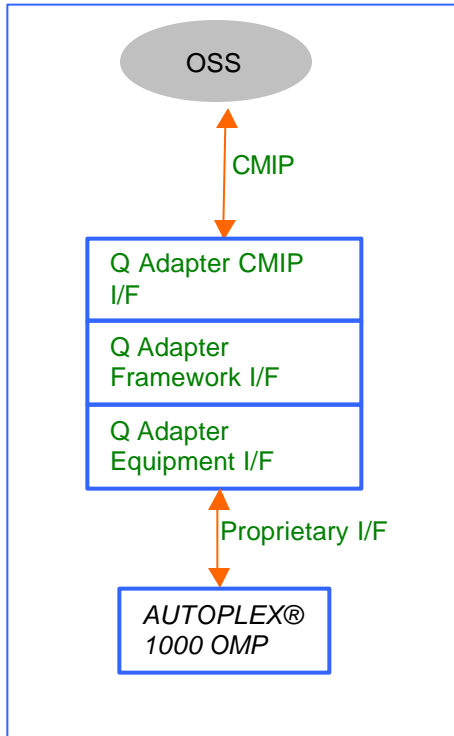 OSS
CMIP
Q Adapter CMIP
I/F
Q Adapter
Framework I/F
Q Adapter
Equipment I/F
Proprietary I/F
AUTOPLEX®
1000 OMP